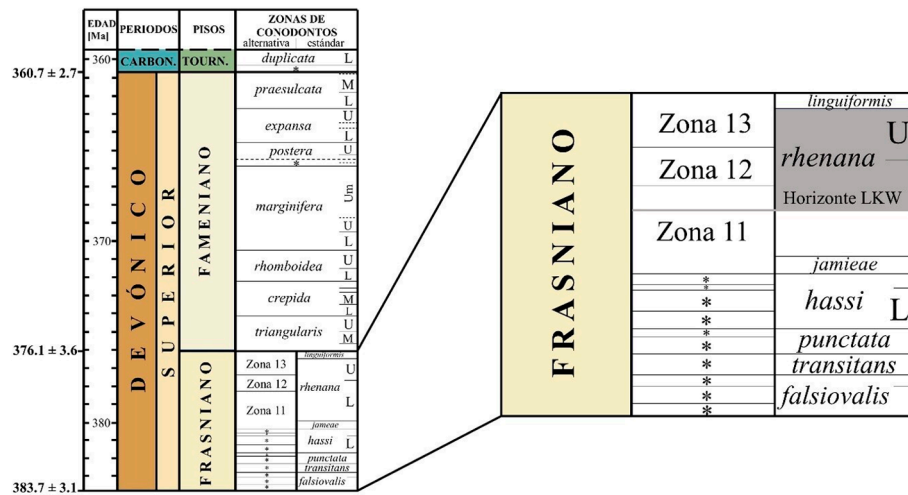 EDAD
[Ma]
PERIODOS
PISOS
ZONAS DE
CONODONTOS
alternativa
estándar
360
CARBON.
TOURN.
duplicata
L
*
360.7 ± 2.7
DEVÓNICO
SUPERIOR
FAMENIANO
praesulcata
M
L
expansa
U
L
postera
U
*
marginifera
Um
U
L
370
rhomboidea
U
L
crepida
M
L
triangularis
U
M
376.1 ± 3.6
FRASNIANO
linguiformis
Zona 13
U
Zona 12
rhenana
Zona 11
L
380
jameae
*
*
hassi
L
*
*
punctata
*
transitans
*
falsiovalis
*
383.7 ± 3.1
FRASNIANO
linguiformis
Zona 13
U
rhenana
Zona 12
Horizonte LKW
Zona 11
jamieae
*
*
*
hassi
L
*
*
punctata
*
transitans
*
falsiovalis
*
*